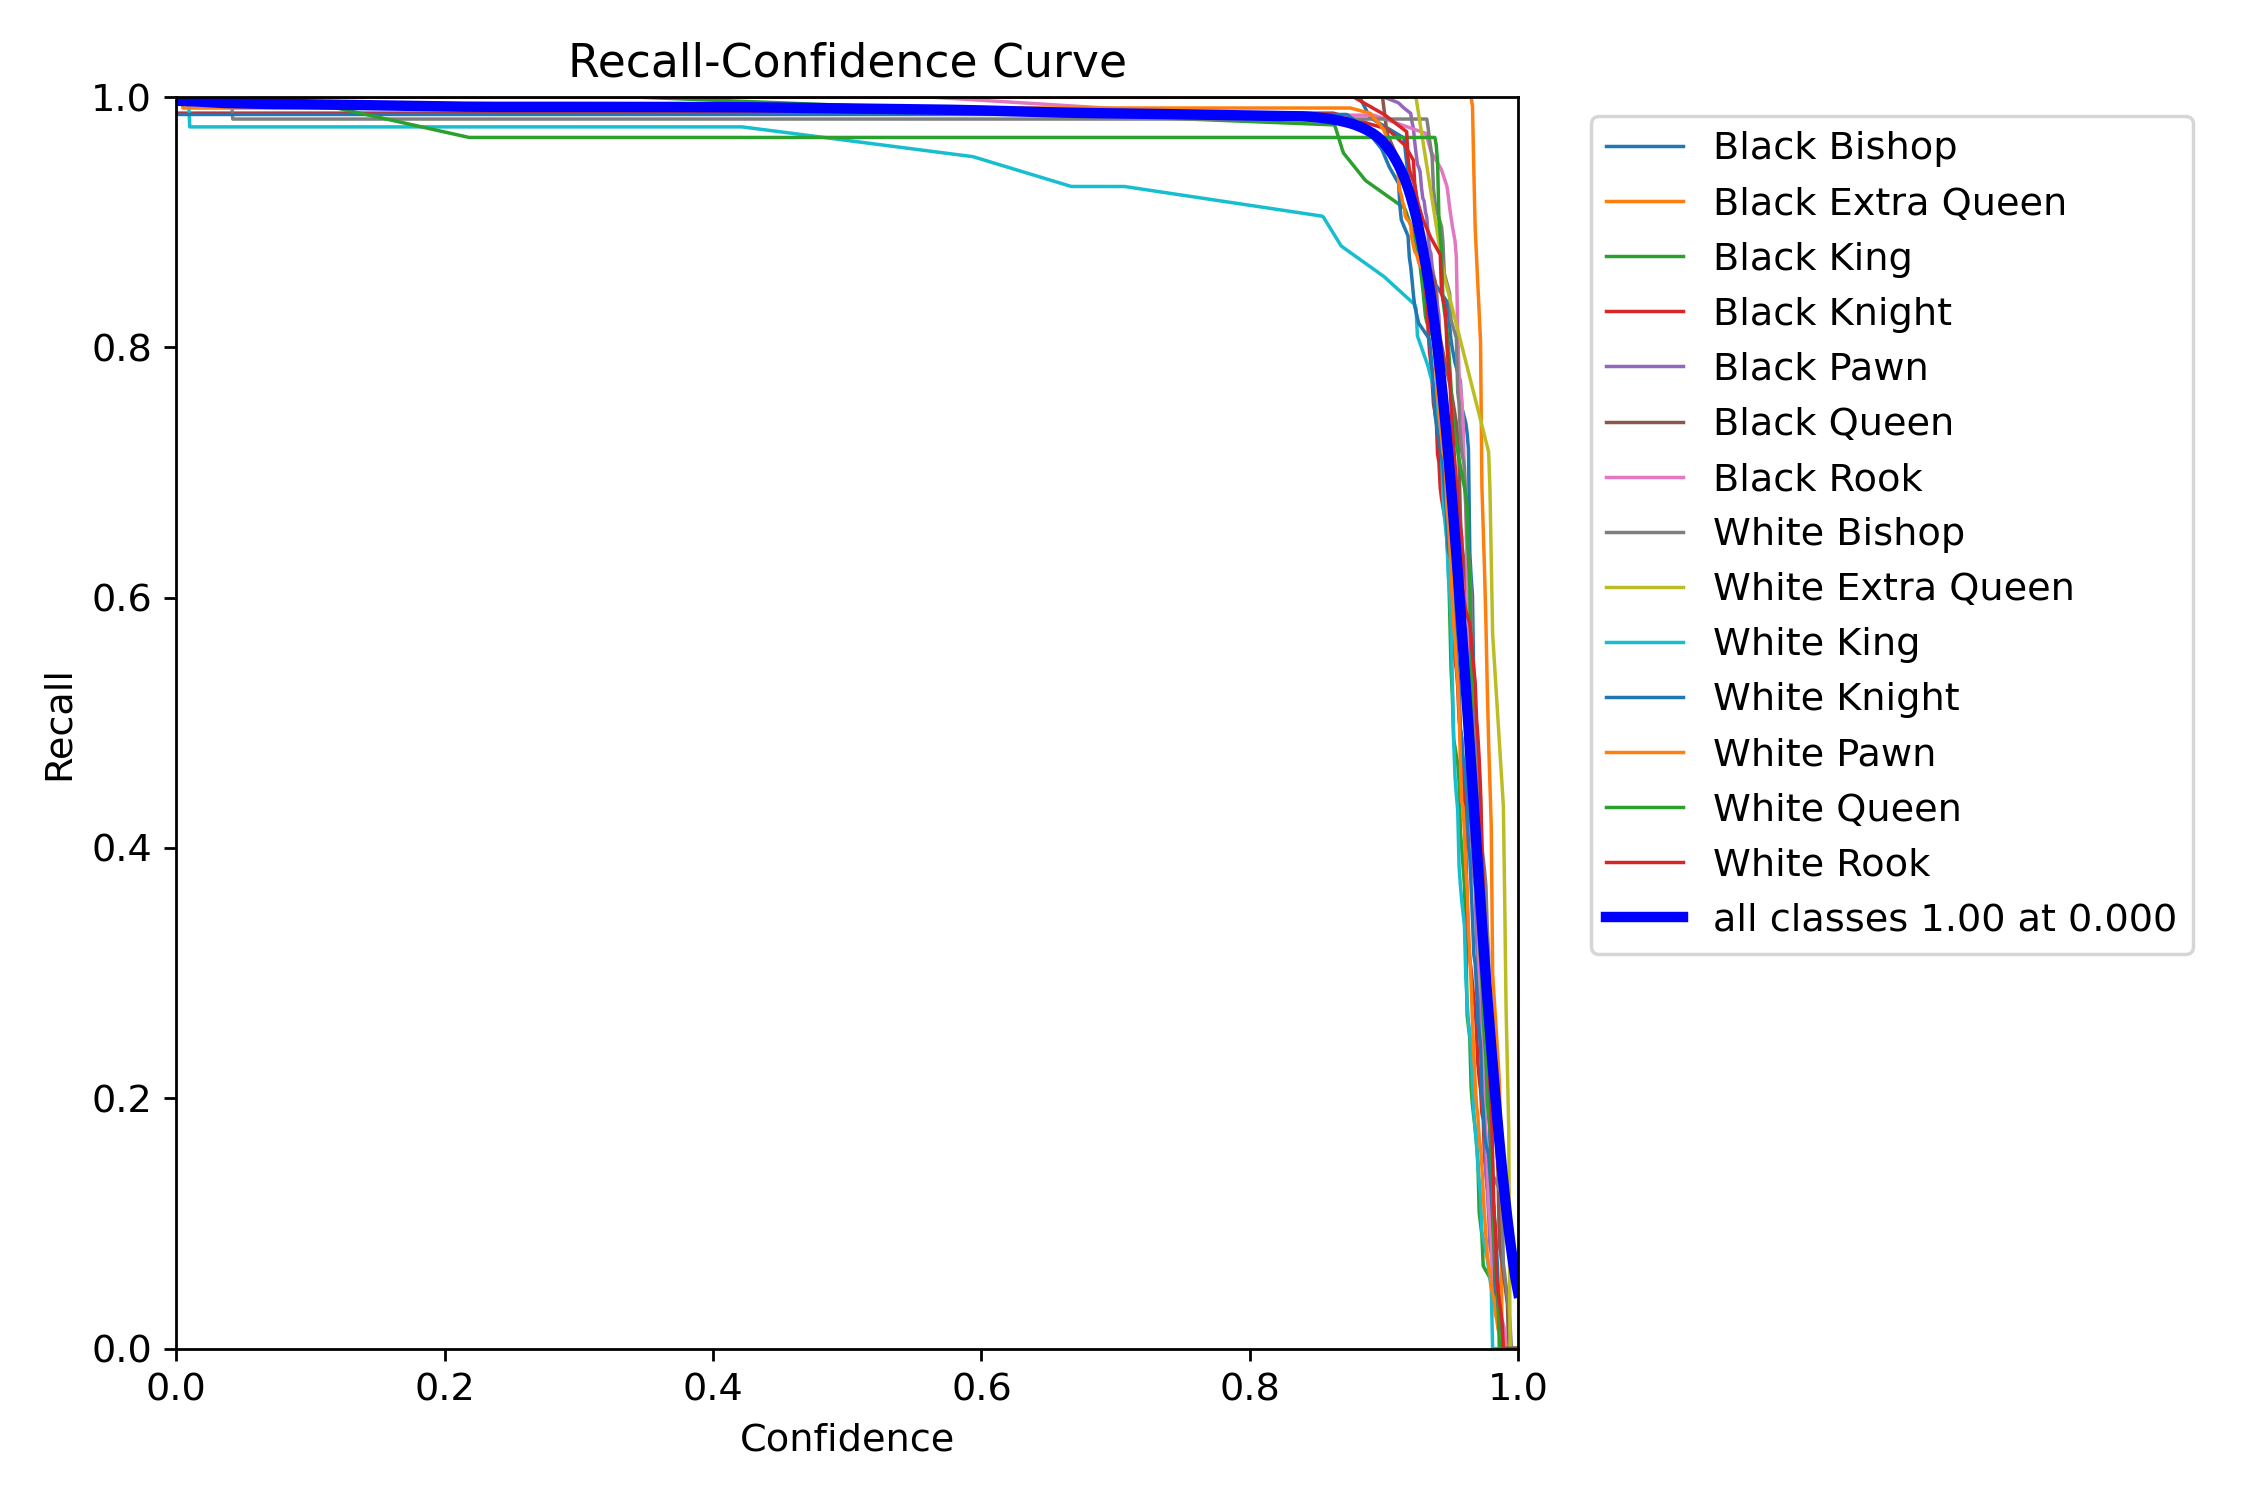 Recall-Confidence Curve
1.0
0.8
0.6
0.4
0.2
0.0
Recall
0.0 0.2 0.4 0.6 0.8 1.0
Confidence
Black Bishop
Black Extra Queen
Black King
Black Knight
Black Pawn
Black Queen
Black Rook
White Bishop
White Extra Queen
White King
White Knight
White Pawn
White Queen
White Rook
all classes 1.00 at 0.000